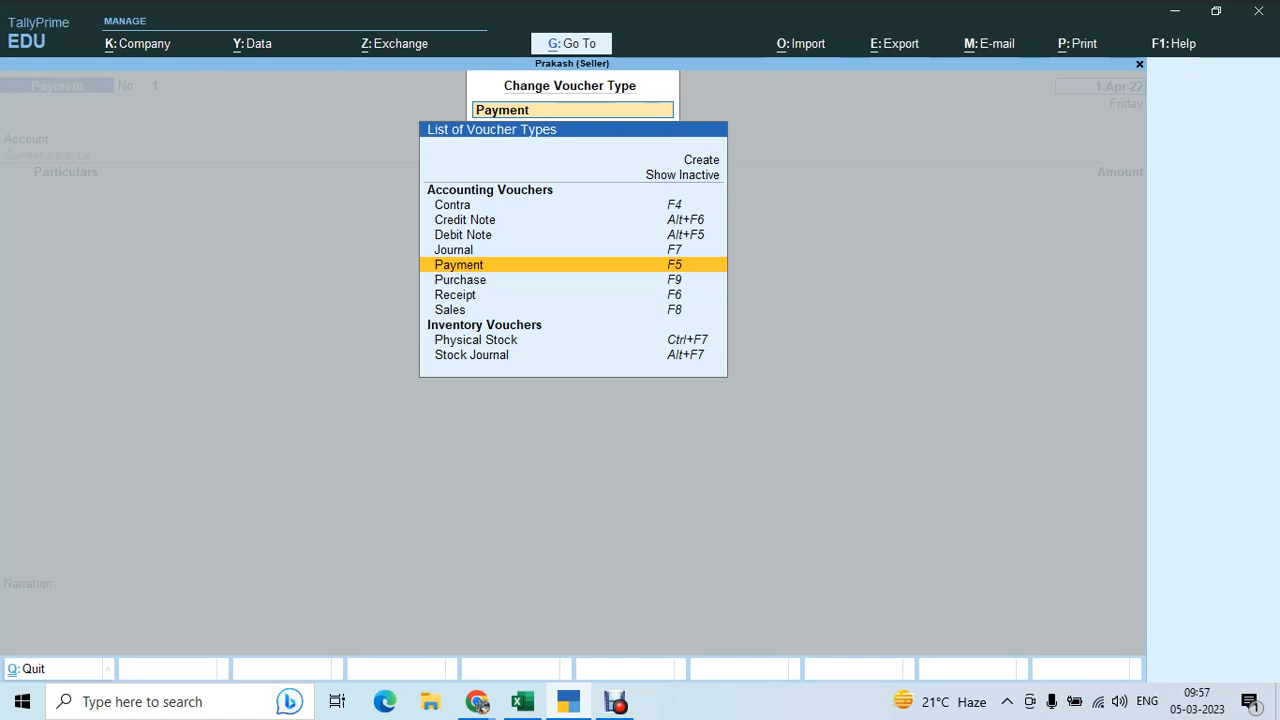 TallyPrime
EDU
MANAGE
K: Company
Y: Data
Z: Exchange
G: Go To
O: Import
E: Export
M: E-mail
P: Print
F1: Help
Prakash (Seller)
×
Payment No 1
1-Apr-22
Friday
Account :
Current balance
Particulars
Amount
Change Voucher Type
Payment
List of Voucher Types
Create
Show Inactive
Accounting Vouchers
Contra F4
Credit Note Alt+F6
Debit Note Alt+F5
Journal F7
Payment F5
Purchase F9
Receipt F6
Sales F8
Inventory Vouchers
Physical Stock Ctrl+F7
Stock Journal Alt+F7
Narration:
Q: Quit
Type here to search
21°C Haze
ENG
09:57
05-03-2023
1